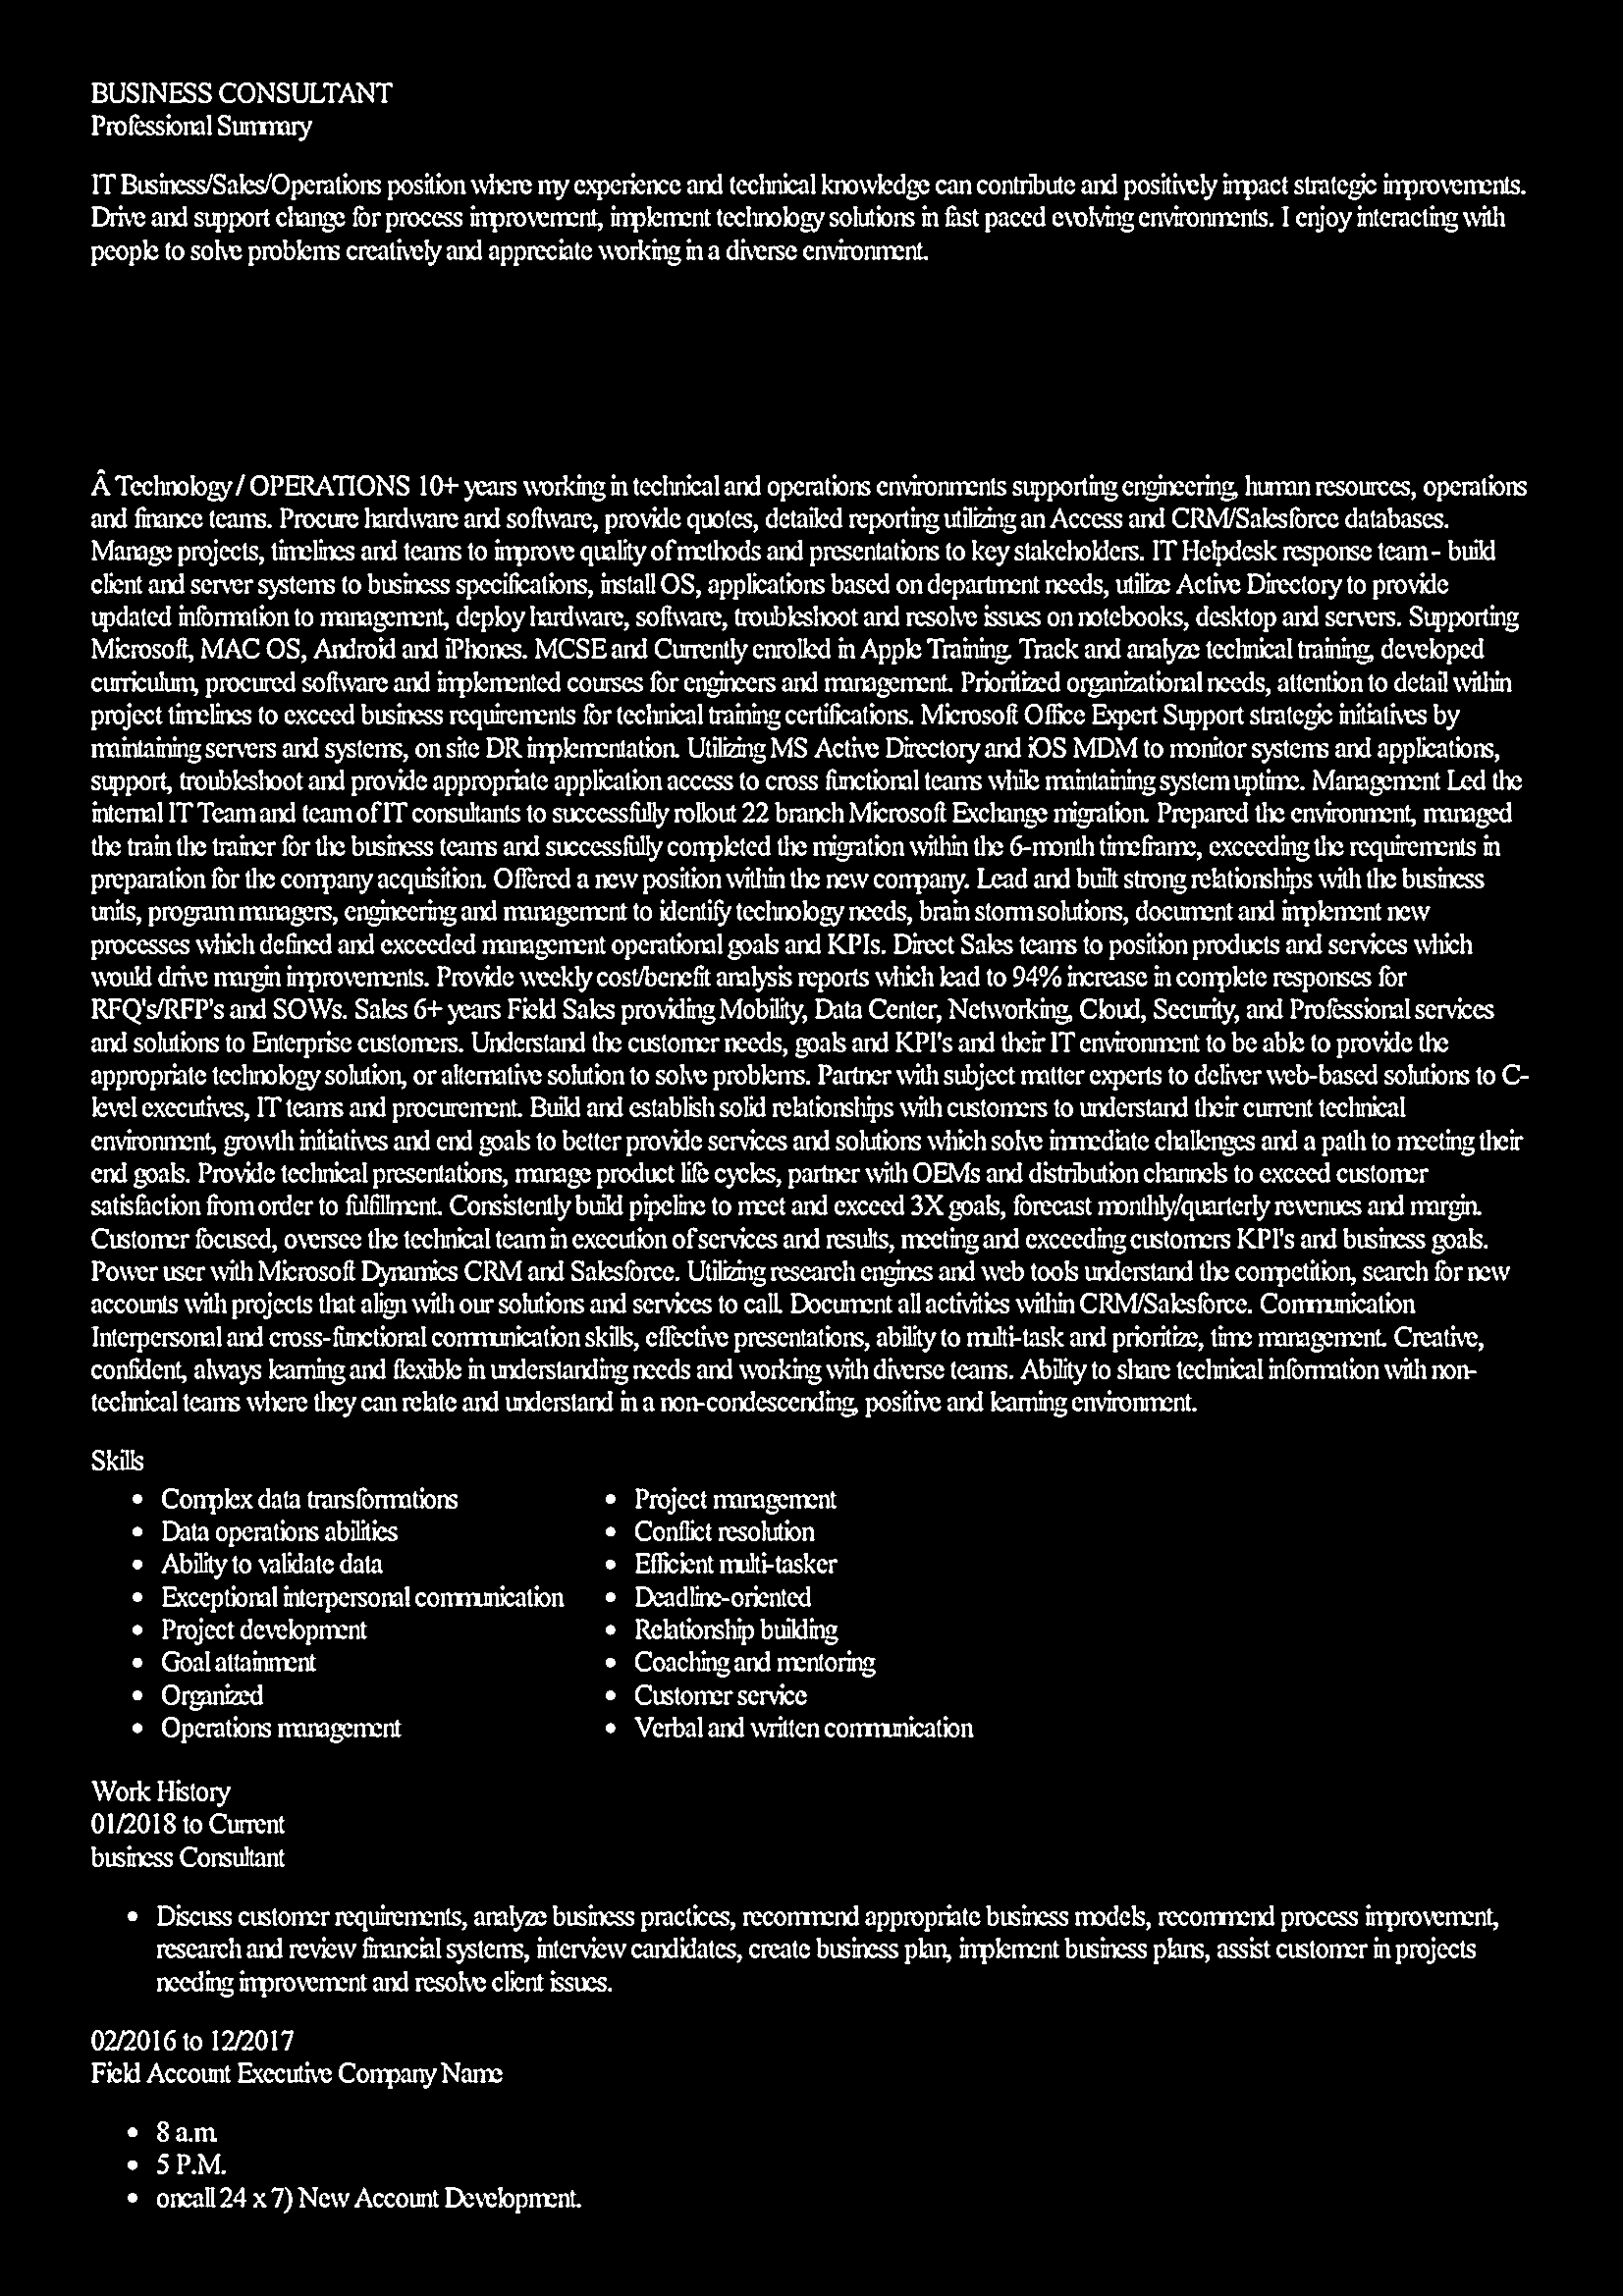 BUSINESS CONSULTANT
Professional Summary
IT Business/Sales/Operations position where my experience and technical knowledge can contribute and positively impact strategic improvements.
Drive and support change for process improvement, implement technology solutions in fast paced evolving environments. I enjoy interacting with
people to solve problems creatively and appreciate working in a diverse environment.
Â Technology / OPERATIONS 10+ years working in technical and operations environments supporting engineering, human resources, operations
and finance teams. Procure hardware and software, provide quotes, detailed reporting utilizing an Access and CRM/Salesforce databases.
Manage projects, timelines and teams to improve quality of methods and presentations to key stakeholders. IT Helpdesk response team - build
client and server systems to business specifications, install OS, applications based on department needs, utilize Active Directory to provide
updated information to management, deploy hardware, software, troubleshoot and resolve issues on notebooks, desktop and servers. Supporting
Microsoft, MAC OS, Android and iPhones. MCSE and Currently enrolled in Apple Training. Track and analyze technical training, developed
curriculum, procured software and implemented courses for engineers and management. Prioritized organizational needs, attention to detail within
project timelines to exceed business requirements for technical training certifications. Microsoft Office Expert Support strategic initiatives by
maintaining servers and systems, on site DR implementation. Utilizing MS Active Directory and iOS MDM to monitor systems and applications,
support, troubleshoot and provide appropriate application access to cross functional teams while maintaining system uptime. Management Led the
internal IT Team and team of IT consultants to successfully rollout 22 branch Microsoft Exchange migration. Prepared the environment, managed
the train the trainer for the business teams and successfully completed the migration within the 6-month timeframe, exceeding the requirements in
preparation for the company acquisition. Offered a new position within the new company. Lead and built strong relationships with the business
units, program managers, engineering and management to identify technology needs, brain storm solutions, document and implement new
processes which defined and exceeded management operational goals and KPIs. Direct Sales teams to position products and services which
would drive margin improvements. Provide weekly cost/benefit analysis reports which lead to 94% increase in complete responses for
RFQ's/RFP's and SOWs. Sales 6+ years Field Sales providing Mobility, Data Center, Networking, Cloud, Security, and Professional services
and solutions to Enterprise customers. Understand the customer needs, goals and KPI's and their IT environment to be able to provide the
appropriate technology solution, or alternative solution to solve problems. Partner with subject matter experts to deliver web-based solutions to C-
level executives, IT teams and procurement. Build and establish solid relationships with customers to understand their current technical
environment, growth initiatives and end goals to better provide services and solutions which solve immediate challenges and a path to meeting their
end goals. Provide technical presentations, manage product life cycles, partner with OEMs and distribution channels to exceed customer
satisfaction from order to fulfillment. Consistently build pipeline to meet and exceed 3X goals, forecast monthly/quarterly revenues and margin.
Customer focused, oversee the technical team in execution of services and results, meeting and exceeding customers KPI's and business goals.
Power user with Microsoft Dynamics CRM and Salesforce. Utilizing research engines and web tools understand the competition, search for new
accounts with projects that align with our solutions and services to call. Document all activities within CRM/Salesforce. Communication
Interpersonal and cross-functional communication skills, effective presentations, ability to multi-task and prioritize, time management. Creative,
confident, always learning and flexible in understanding needs and working with diverse teams. Ability to share technical information with non-
technical teams where they can relate and understand in a non-condescending, positive and learning environment.
Skills
• Complex data transformations
• Data operations abilities
• Ability to validate data
• Exceptional interpersonal communication
• Project development
• Goal attainment
• Organized
• Operations management
• Project management
• Conflict resolution
• Efficient multi-tasker
• Deadline-oriented
• Relationship building
• Coaching and mentoring
• Customer service
• Verbal and written communication
Work History
01/2018 to Current
business Consultant
• Discuss customer requirements, analyze business practices, recommend appropriate business models, recommend process improvement,
research and review financial systems, interview candidates, create business plan, implement business plans, assist customer in projects
needing improvement and resolve client issues.
02/2016 to 12/2017
Field Account Executive Company Name
• 8 a.m.
• 5 P.M.
• oncall 24 x 7) New Account Development.